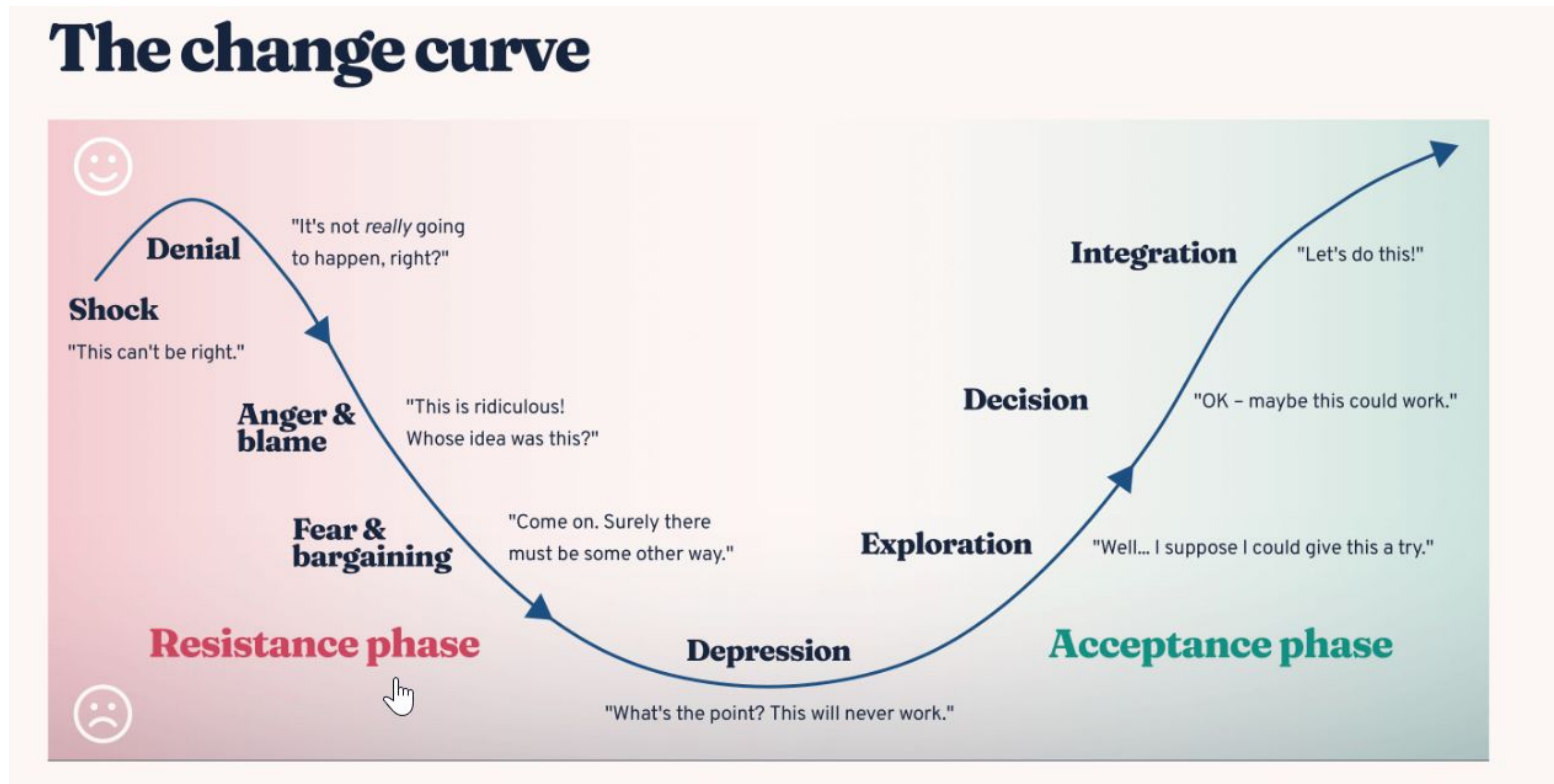 The change curve
Denial
"It's not really going
to happen, right?"
Shock
"This can't be right."
Anger &
blame
"This is ridiculous!
Whose idea was this?"
Fear &
bargaining
"Come on. Surely there
must be some other way."
Resistance phase
Depression
"What's the point? This will never work."
Exploration
"Well... I suppose I could give this a try."
Decision
"OK – maybe this could work."
Integration
"Let's do this!"
Acceptance phase